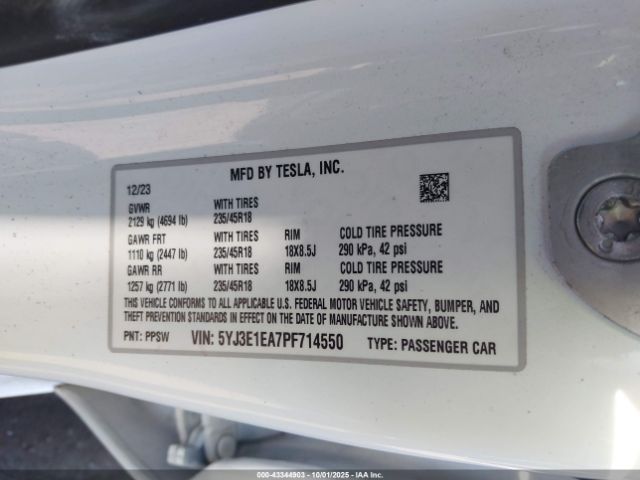 MFD BY TESLA, INC.
12/23
GVWR WITH TIRES
2129 kg (4694 lb) 235/45R18
GAWR FRT WITH TIRES RIM COLD TIRE PRESSURE
1110 kg (2447 lb) 235/45R18 18X8.5J 290 kPa, 42 psi
GAWR RR WITH TIRES RIM COLD TIRE PRESSURE
1257 kg (2771 lb) 235/45R18 18X8.5J 290 kPa, 42 psi
THIS VEHICLE CONFORMS TO ALL APPLICABLE U.S. FEDERAL MOTOR VEHICLE SAFETY, BUMPER, AND
THEFT PREVENTION STANDARDS IN EFFECT ON THE DATE OF MANUFACTURE SHOWN ABOVE.
PNT: PPSW VIN: 5YJ3E1EA7PF714550 TYPE: PASSENGER CAR
000-43344903 - 10/01/2025 - IAA Inc.